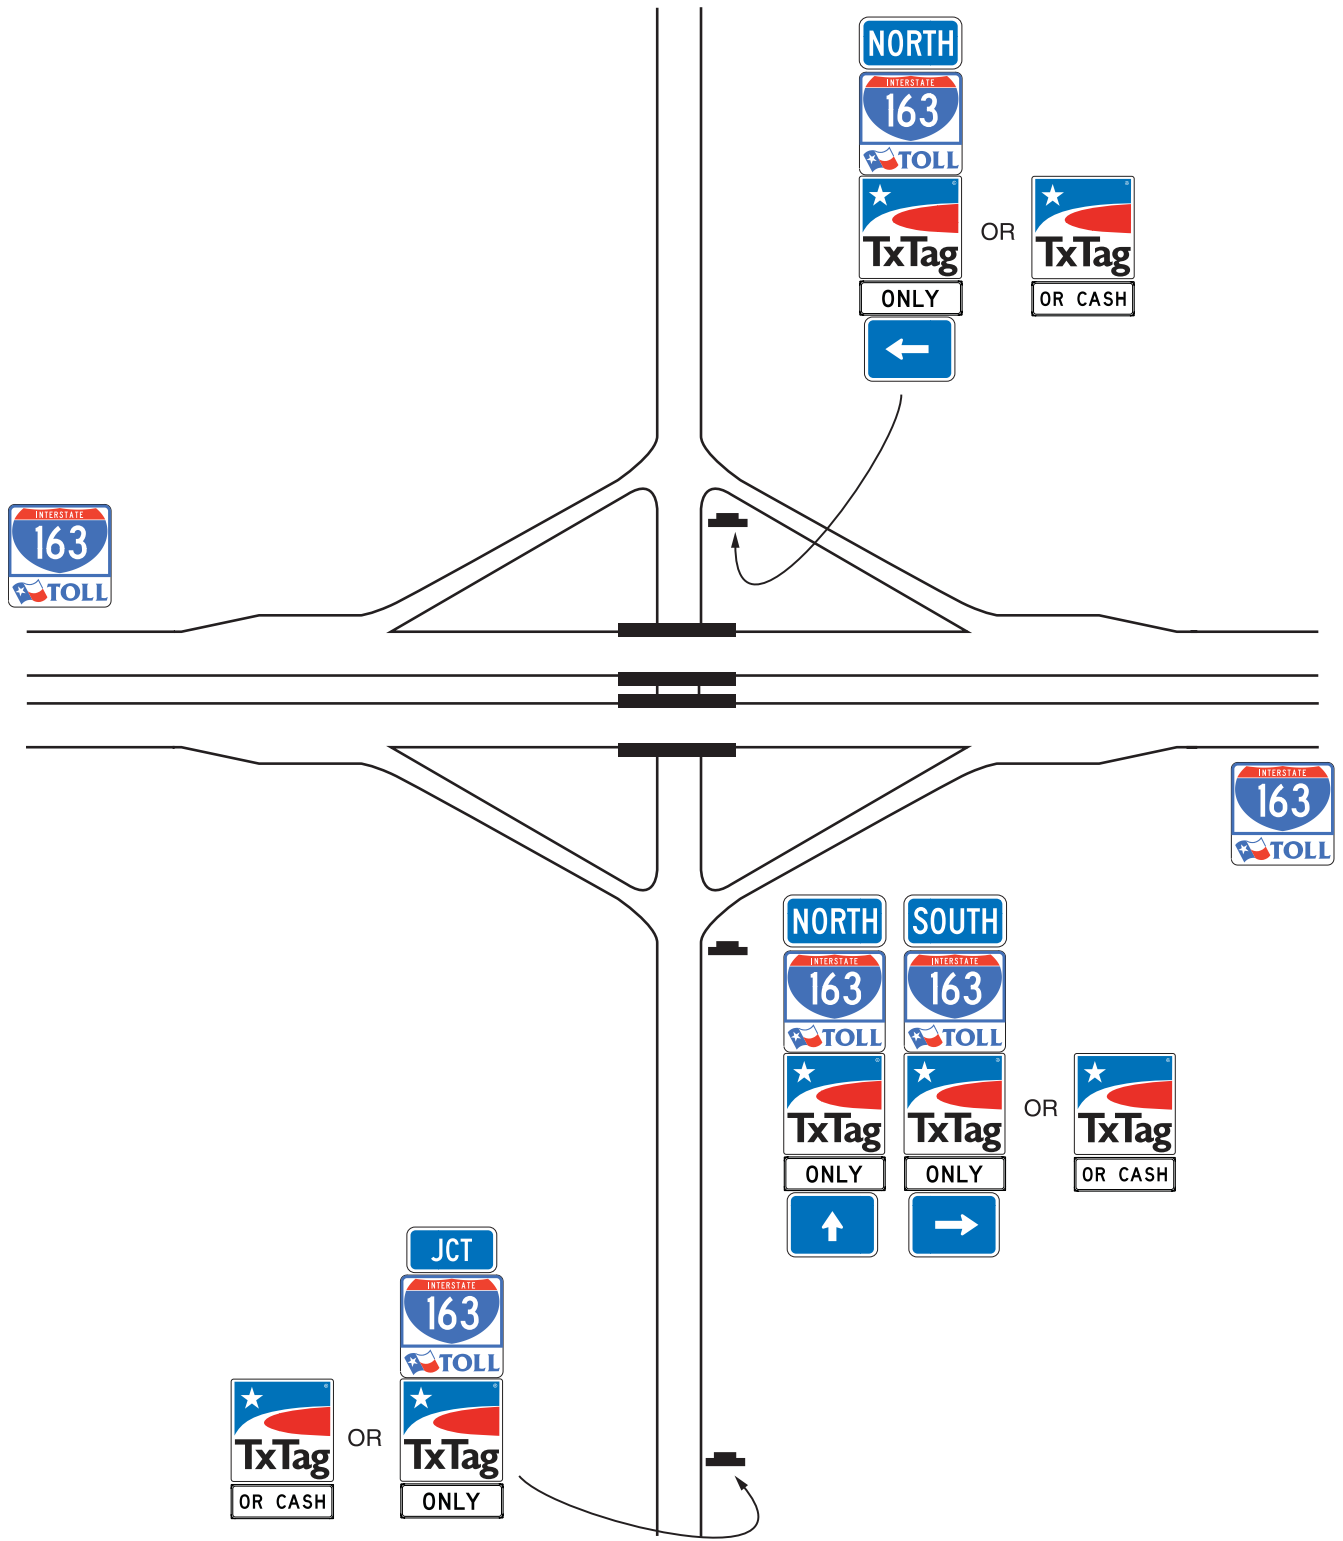 NORTH
INTERSTATE
163
TOLL
TxTag
ONLY
OR
TxTag
OR CASH
INTERSTATE
163
TOLL
INTERSTATE
163
TOLL
NORTH
INTERSTATE
163
TOLL
TxTag
ONLY
SOUTH
INTERSTATE
163
TOLL
TxTag
ONLY
OR
TxTag
OR CASH
JCT
INTERSTATE
163
TOLL
TxTag
ONLY
OR
TxTag
OR CASH